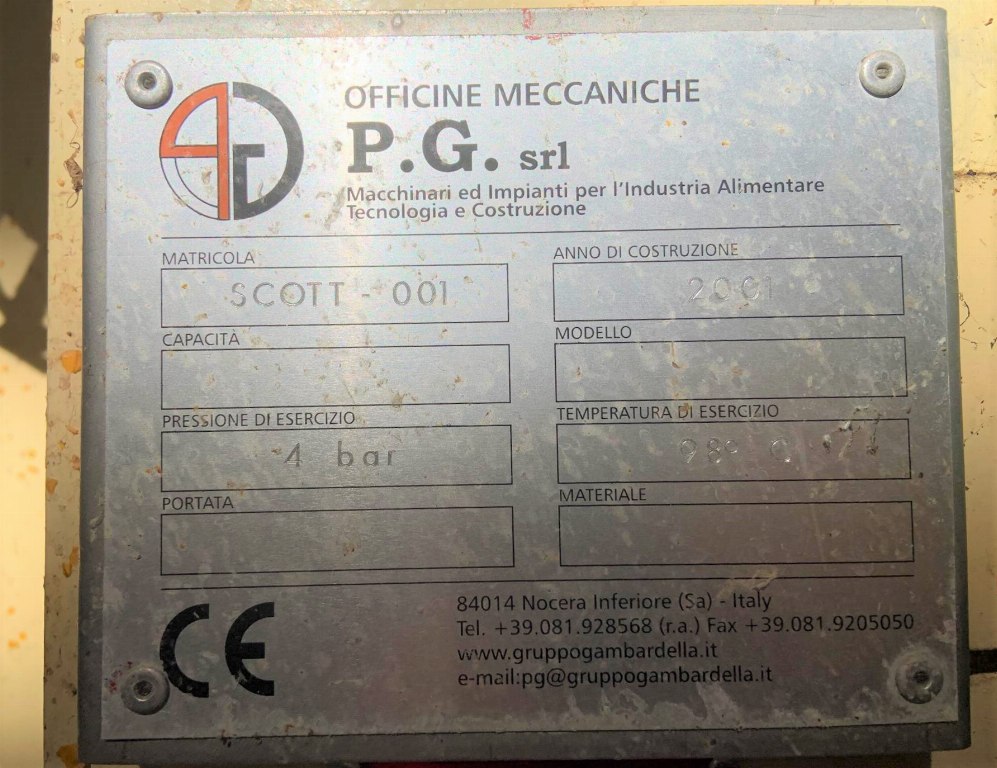 OFFICINE MECCANICHE
P.G. srl
Macchinari ed Impianti per l'Industria Alimentare
Tecnologia e Costruzione
MATRICOLA
SCOTT - 001
ANNO DI COSTRUZIONE
2001
CAPACITÀ
MODELLO
PRESSIONE DI ESERCIZIO
4 bar
TEMPERATURA DI ESERCIZIO
98°
PORTATA
MATERIALE
CE
84014 Nocera Inferiore (Sa) - Italy
Tel. +39.081.928568 (r.a.) Fax +39.081.9205050
www.gruppogambardella.it
e-mail:pg@gruppogambardella.it